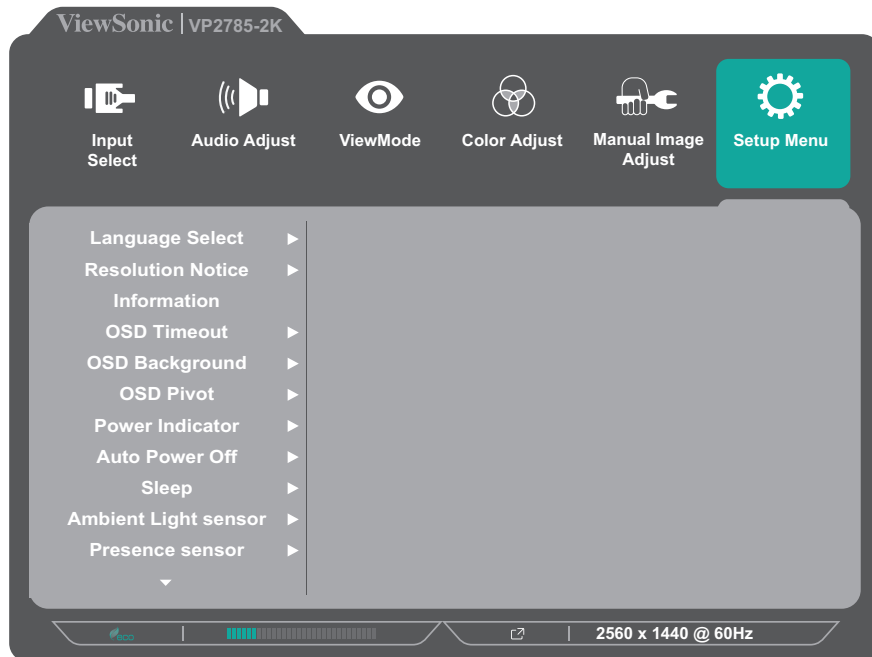 ViewSonic | VP2785-2K
Input Select
Audio Adjust
ViewMode
Color Adjust
Manual Image Adjust
Setup Menu
Language Select
Resolution Notice
Information
OSD Timeout
OSD Background
OSD Pivot
Power Indicator
Auto Power Off
Sleep
Ambient Light sensor
Presence sensor
eco
2560 x 1440 @ 60Hz